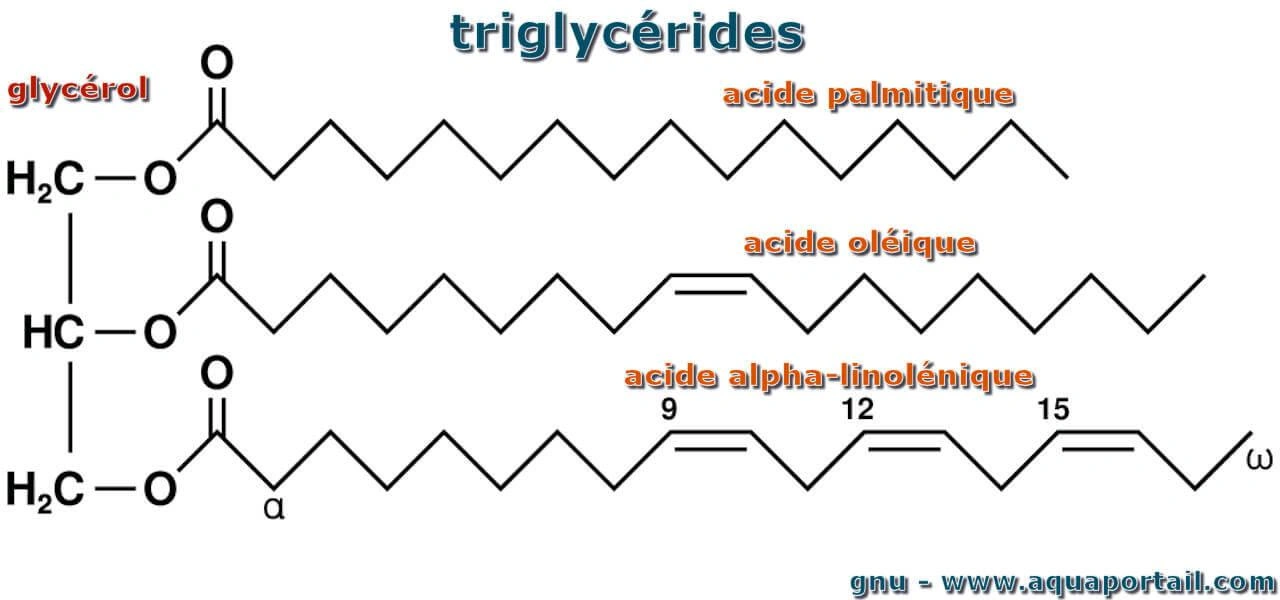 triglycérides
glycérol
O
acide palmitique
H₂C — O
O
acide oléique
HC — O
O
acide alpha-linolénique
9 12 15
H₂C — O
α
ω
gnu - www.aquaportail.com